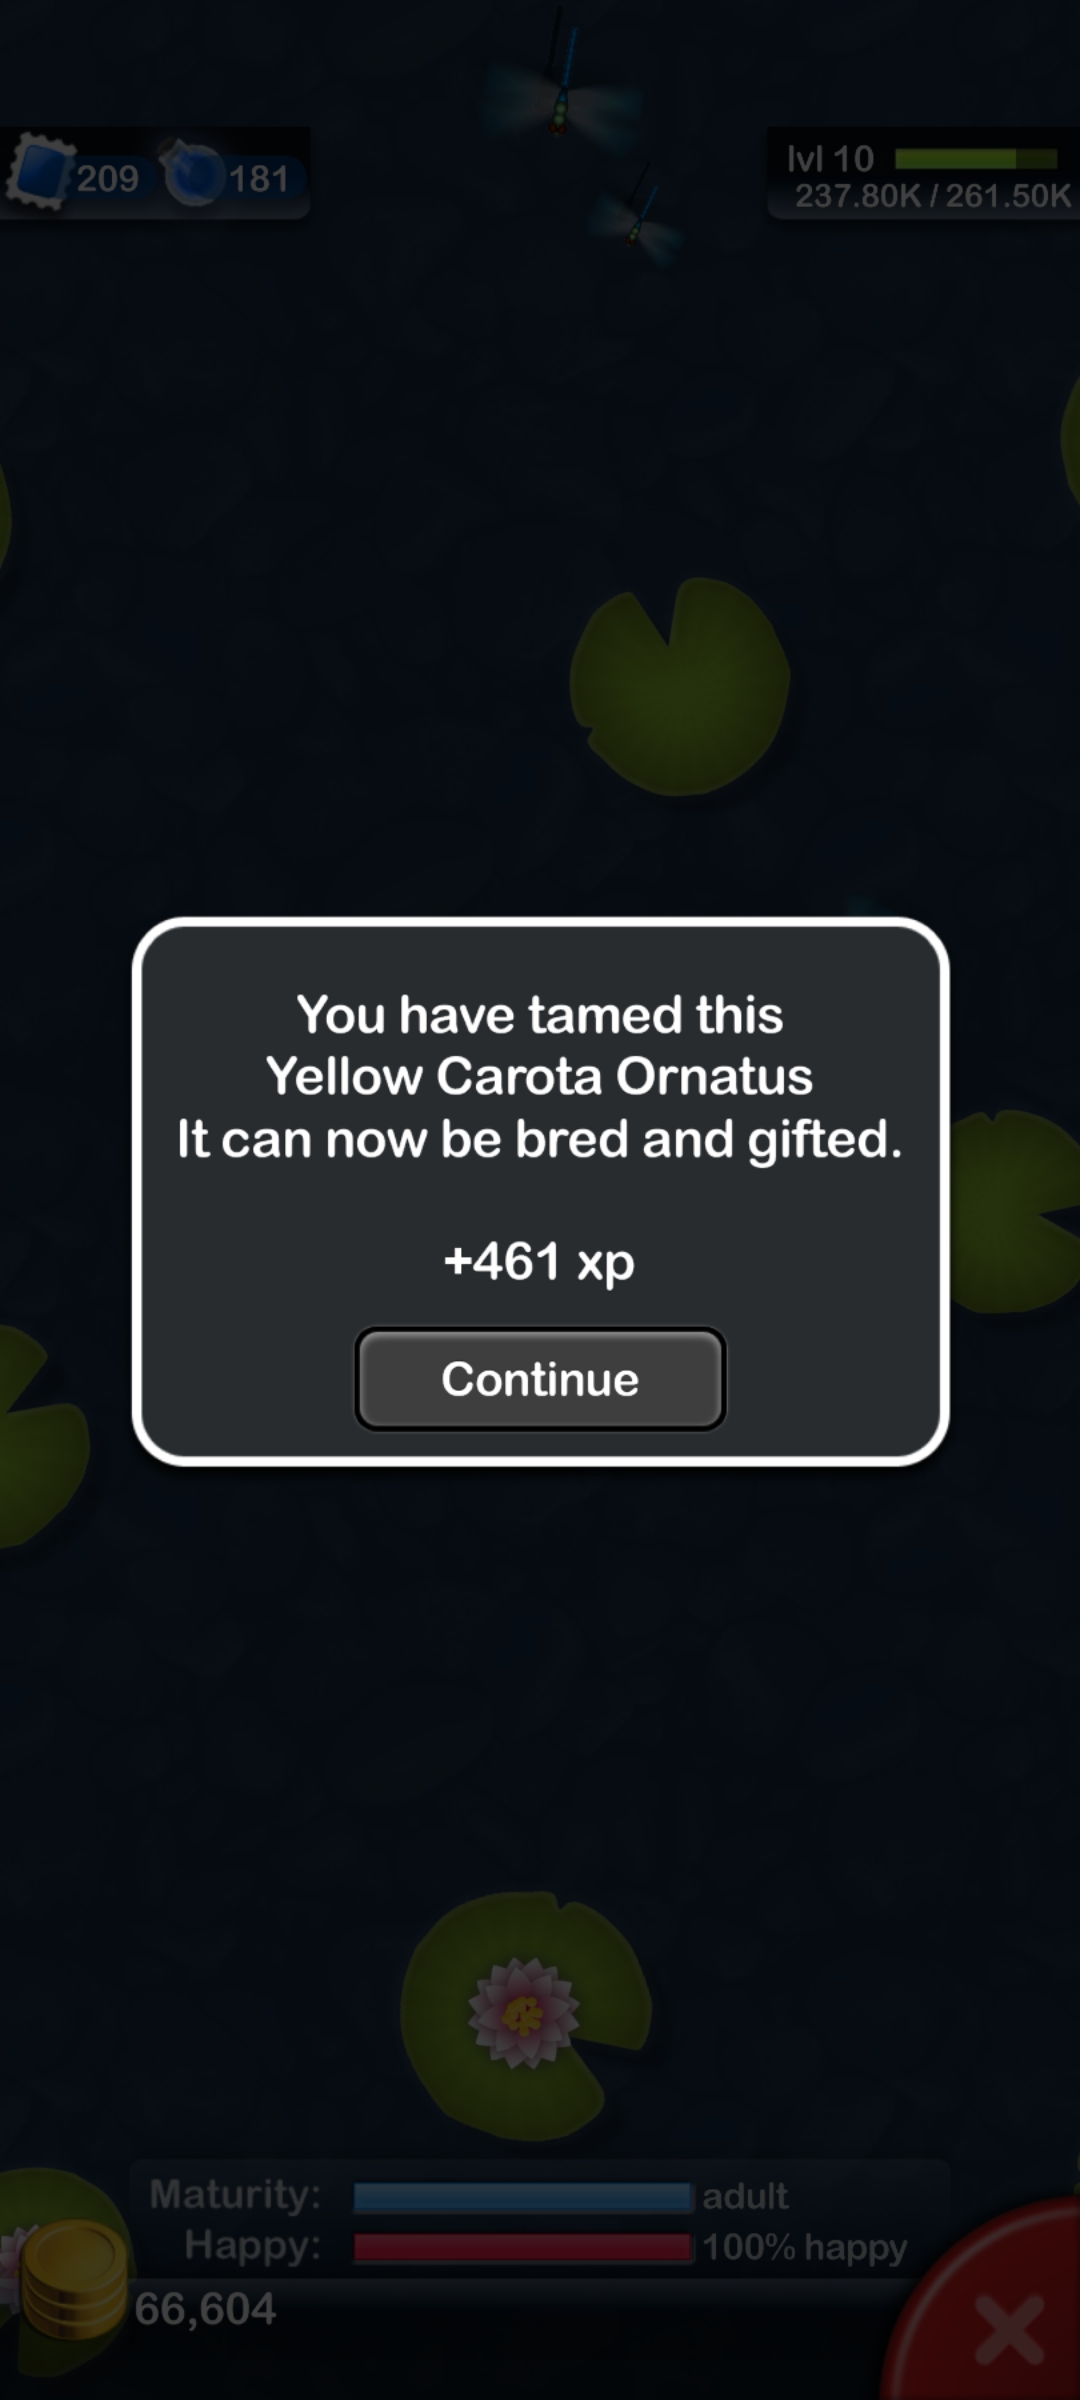 209 181
lvl 10
237.80K / 261.50K
You have tamed this
Yellow Carota Ornatus
It can now be bred and gifted.
+461 xp
Continue
Maturity: adult
Happy: 100% happy
66,604